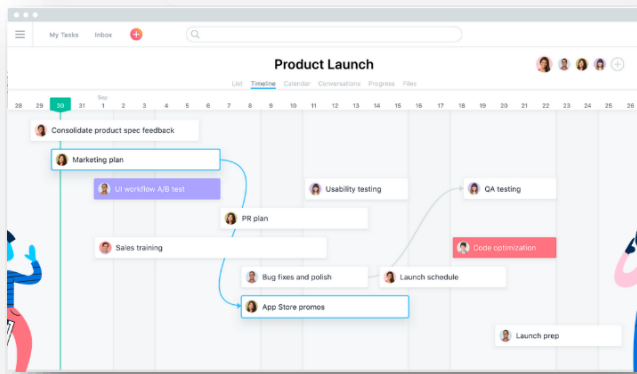 My Tasks Inbox
Product Launch
List Timeline Calendar Conversations Progress Files
Sep
28 29 30 31 1 2 3 4 5 6 7 8 9 10 11 12 13 14 15 16 17 18 19 20 21 22 23 24 25 26
Consolidate product spec feedback
Marketing plan
UI workflow A/B test Usability testing QA testing
PR plan
Sales training Code optimization
Bug fixes and polish Launch schedule
App Store promos
Launch prep